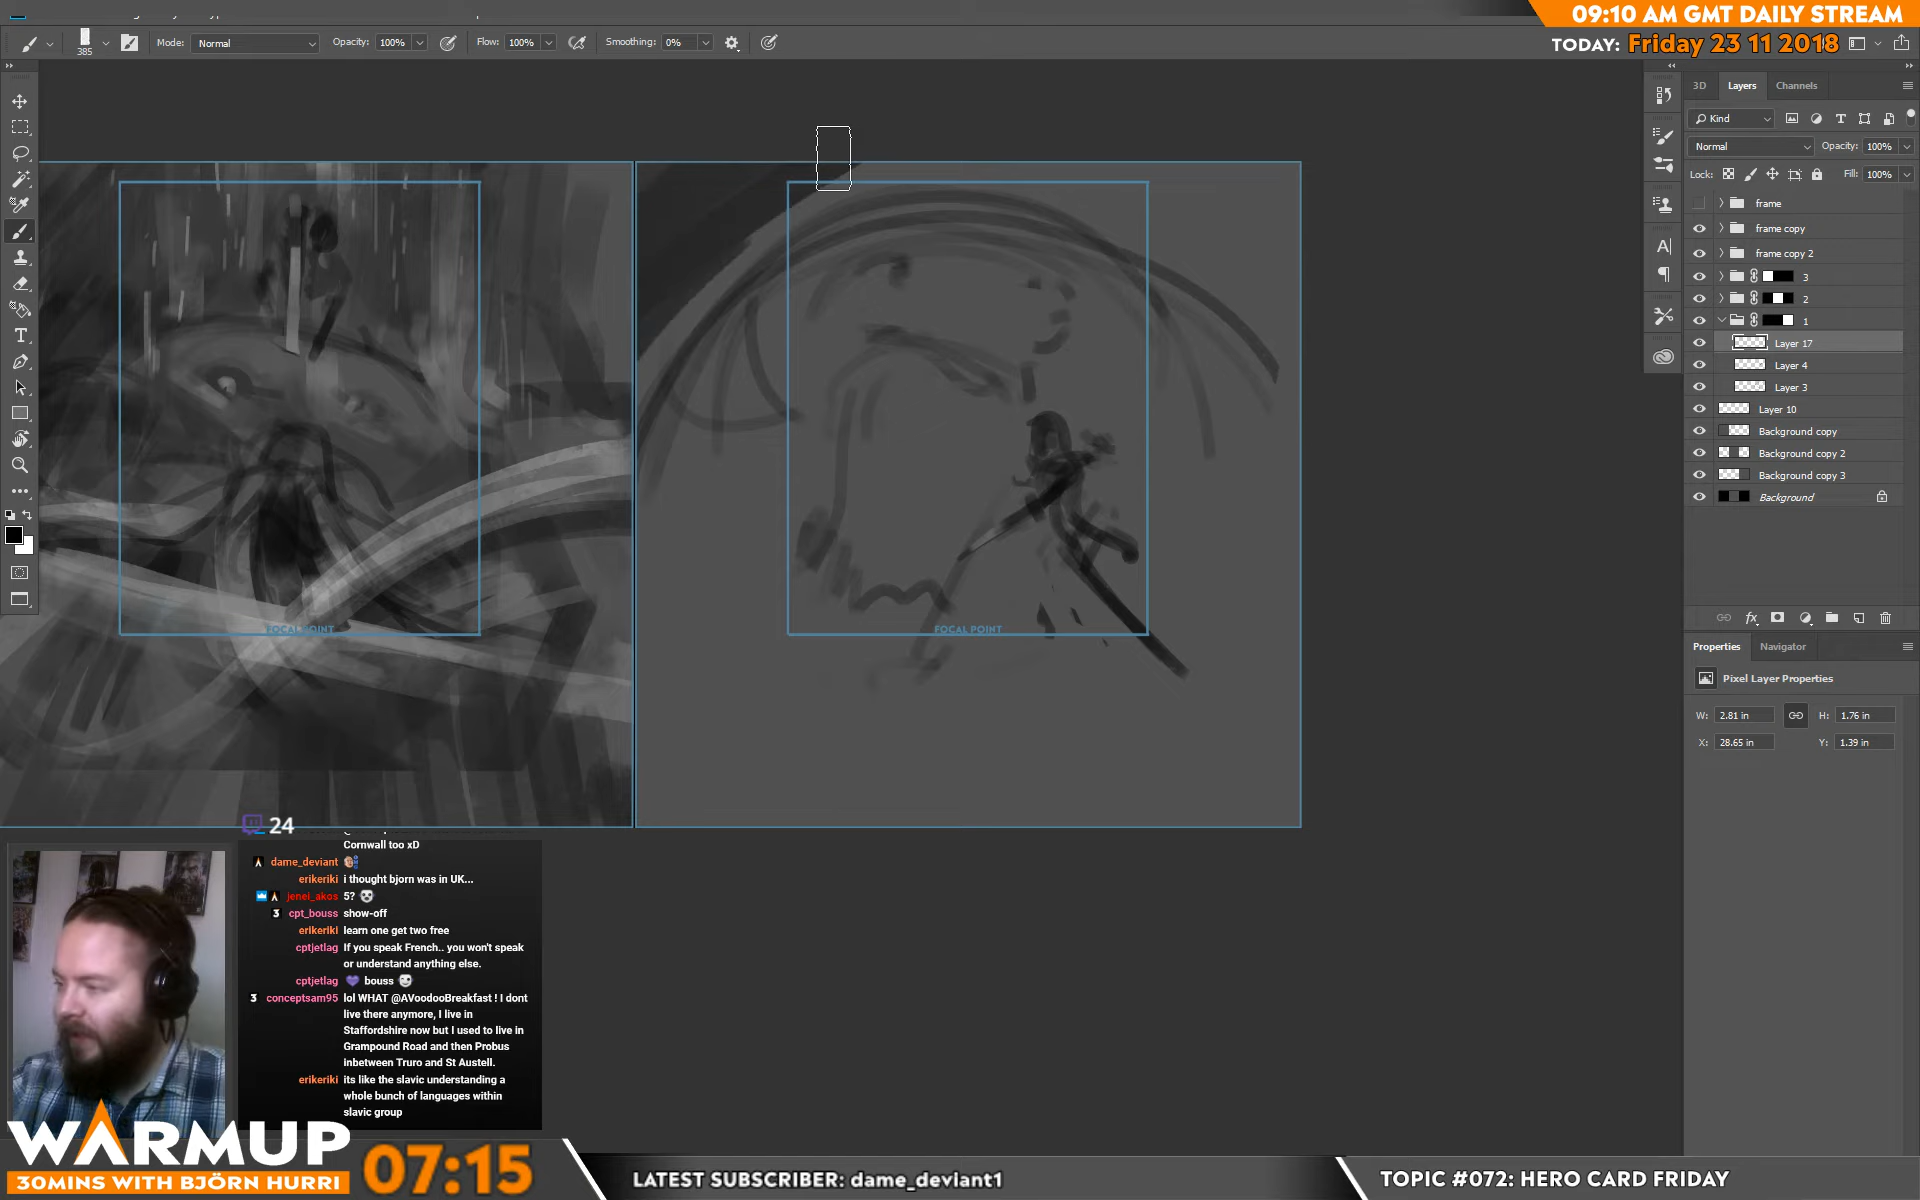 09:10 AM GMT DAILY STREAM
TODAY: Friday 23 11 2018
385
Mode: Normal
Opacity: 100%
Flow: 100%
Smoothing: 0%
3D Layers Channels
Kind
Normal Opacity: 100%
Lock: Fill: 100%
frame
frame copy
frame copy 2
3
2
1
Layer 17
Layer 4
Layer 3
Layer 10
Background copy
Background copy 2
Background copy 3
Background
Properties Navigator
Pixel Layer Properties
W: 2.81 in H: 1.76 in
X: 28.65 in Y: 1.39 in
FOCAL POINT
FOCAL POINT
24
Cornwall too xD
dame_deviant
erikeriki i thought bjorn was in UK...
jenei_akos 5?
3 cpt_bouss show-off
erikeriki learn one get two free
cptjetlag If you speak French.. you won't speak
or understand anything else.
cptjetlag bouss
3 conceptsam95 lol WHAT @AVoodooBreakfast ! I dont
live there anymore, I live in
Staffordshire now but I used to live in
Grampound Road and then Probus
inbetween Truro and St Austell.
erikeriki its like the slavic understanding a
whole bunch of languages within
slavic group
WARMUP
30MINS WITH BJÖRN HURRI
07:15
LATEST SUBSCRIBER: dame_deviant1
TOPIC #072: HERO CARD FRIDAY